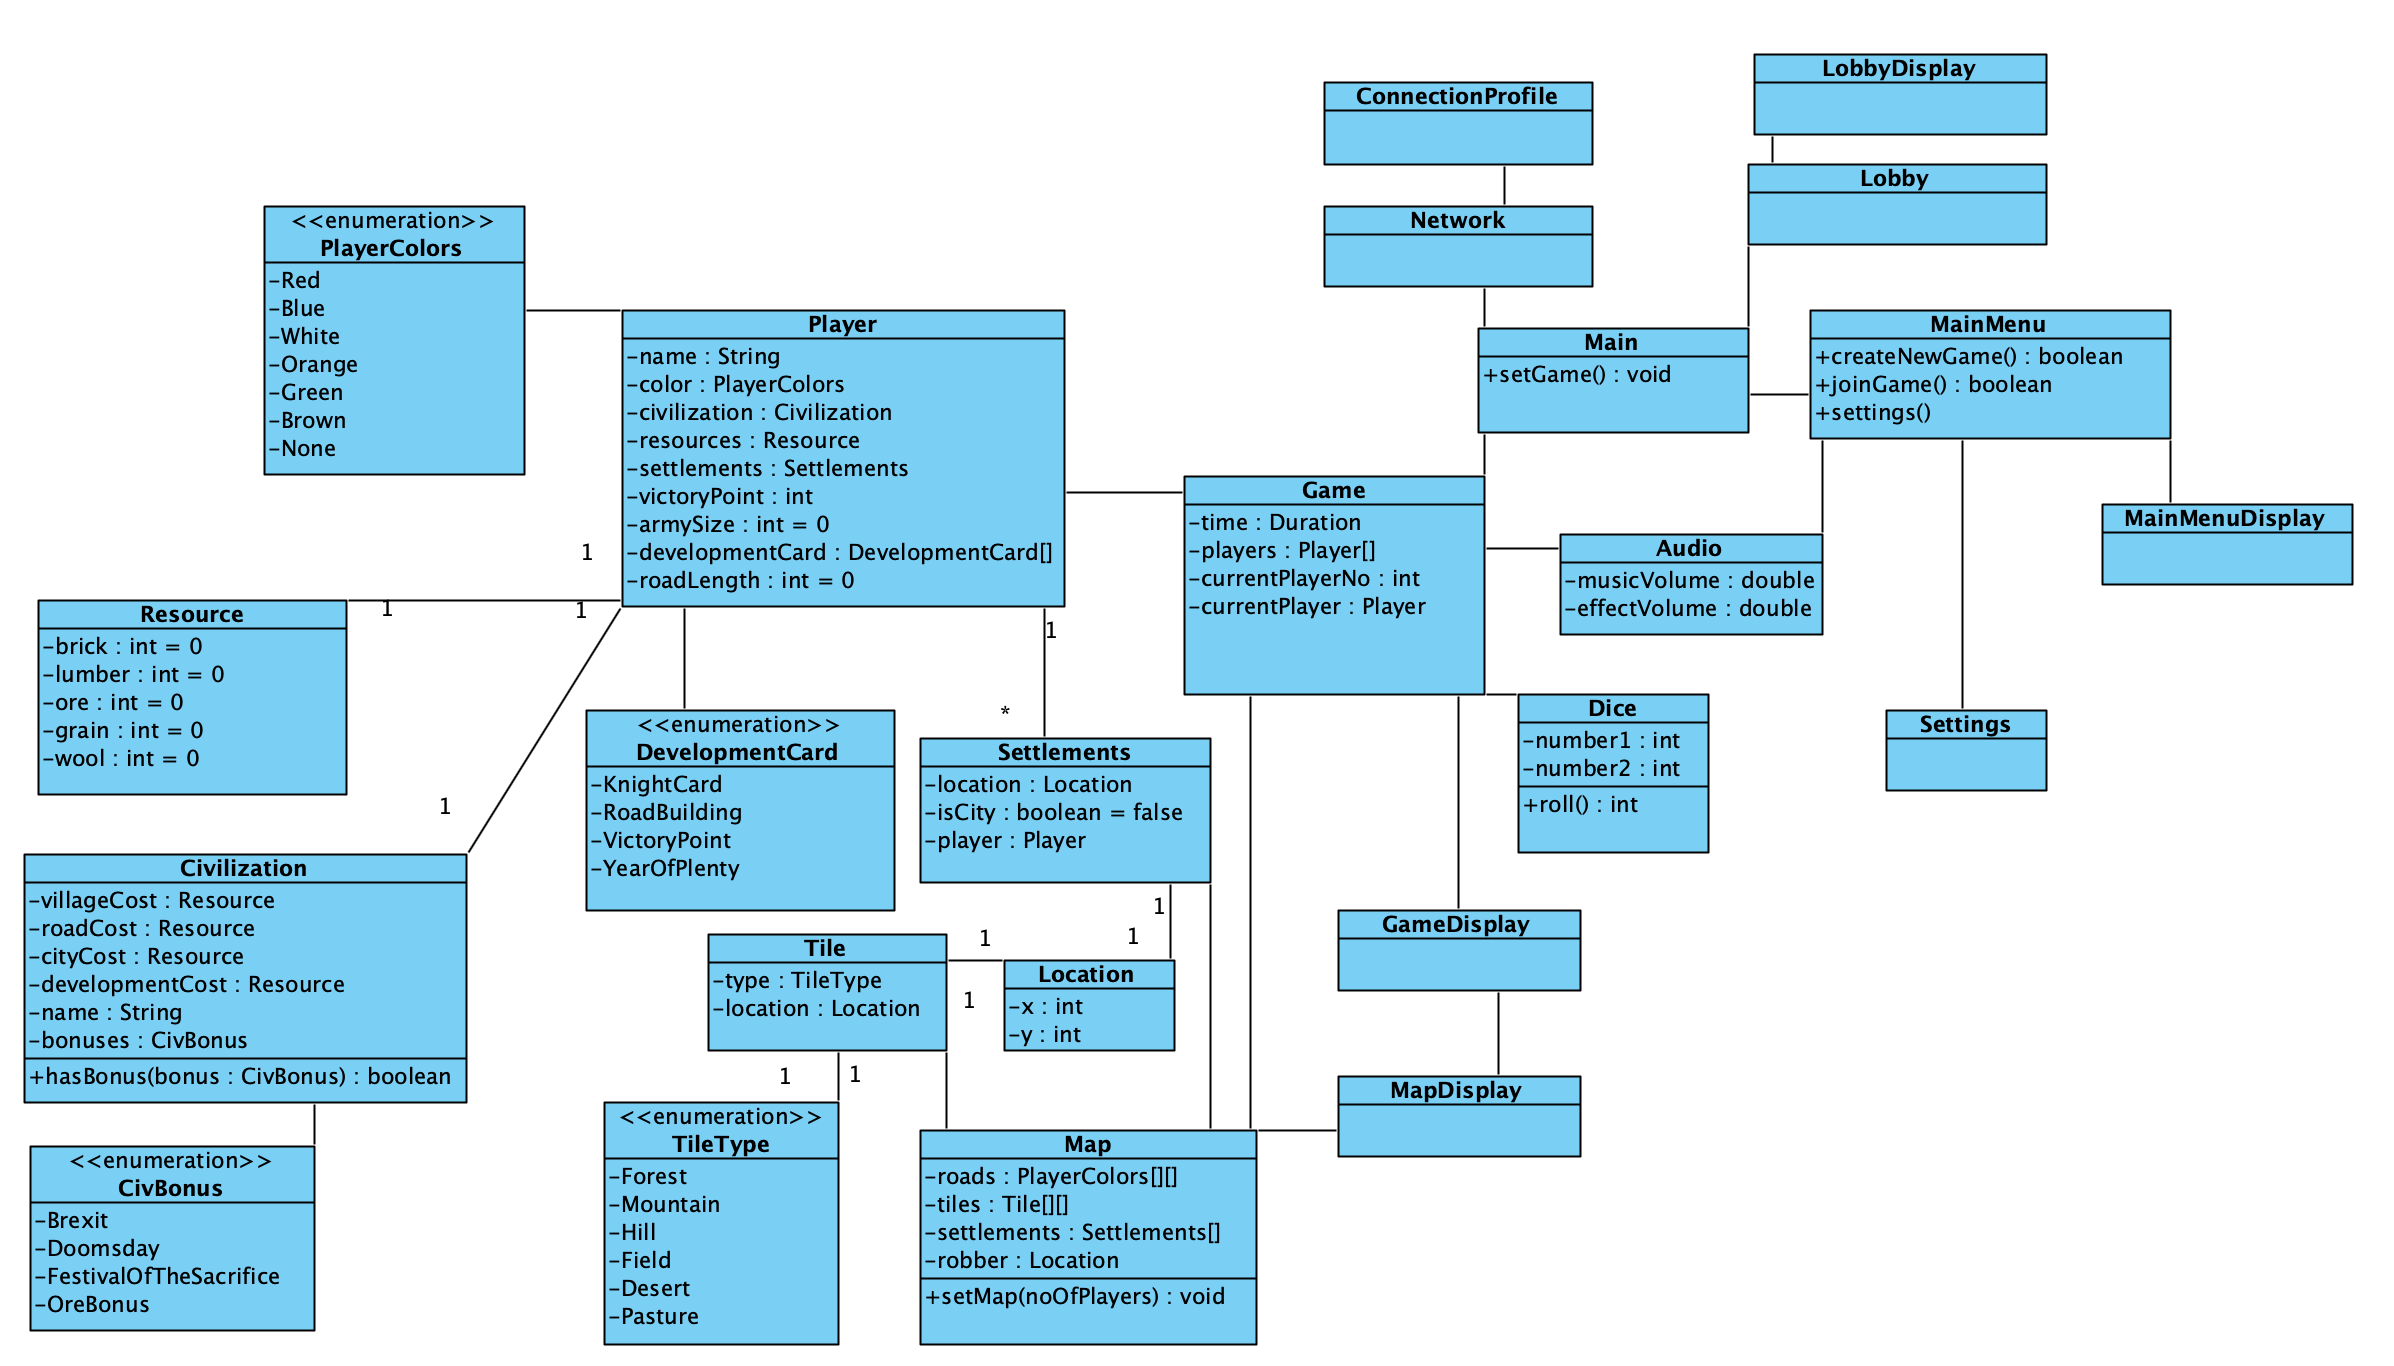 LobbyDisplay
ConnectionProfile
Lobby
Network
<<enumeration>>
PlayerColors
-Red
-Blue
-White
-Orange
-Green
-Brown
-None
Player
-name : String
-color : PlayerColors
-civilization : Civilization
-resources : Resource
-settlements : Settlements
-victoryPoint : int
-armySize : int = 0
-developmentCard : DevelopmentCard[]
-roadLength : int = 0
Main
+setGame() : void
MainMenu
+createNewGame() : boolean
+joinGame() : boolean
+settings()
Game
-time : Duration
-players : Player[]
-currentPlayerNo : int
-currentPlayer : Player
Audio
-musicVolume : double
-effectVolume : double
MainMenuDisplay
1
1
1
1
Resource
-brick : int = 0
-lumber : int = 0
-ore : int = 0
-grain : int = 0
-wool : int = 0
*
1
<<enumeration>>
DevelopmentCard
-KnightCard
-RoadBuilding
-VictoryPoint
-YearOfPlenty
Settlements
-location : Location
-isCity : boolean = false
-player : Player
Dice
-number1 : int
-number2 : int
+roll() : int
Settings
Civilization
-villageCost : Resource
-roadCost : Resource
-cityCost : Resource
-developmentCost : Resource
-name : String
-bonuses : CivBonus
+hasBonus(bonus : CivBonus) : boolean
1
1
1
1
Tile
-type : TileType
-location : Location
Location
-x : int
-y : int
GameDisplay
1
1
MapDisplay
<<enumeration>>
CivBonus
-Brexit
-Doomsday
-FestivalOfTheSacrifice
-OreBonus
<<enumeration>>
TileType
-Forest
-Mountain
-Hill
-Field
-Desert
-Pasture
Map
-roads : PlayerColors[][]
-tiles : Tile[][]
-settlements : Settlements[]
-robber : Location
+setMap(noOfPlayers) : void